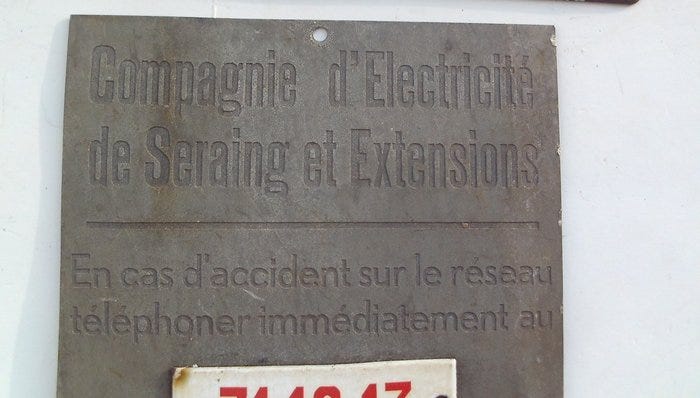 Compagnie d'Electricité
de Seraing et Extensions
En cas d'accident sur le réseau
téléphoner immédiatement au